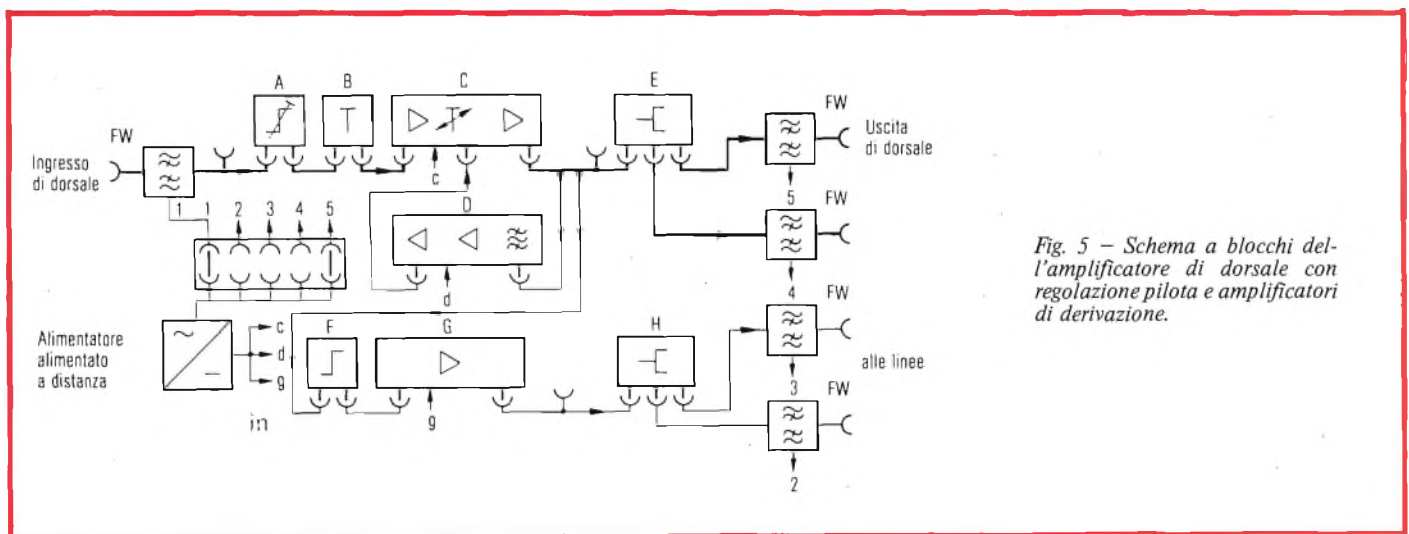 A
B
C
E
FW
Uscita
di dorsale
FW
Ingresso
di dorsale
c
1
1
2
3
4
5
D
5
FW
d
4
FW
Alimentatore
alimentato
a distanza
c
d
g
F
G
H
alle linee
3
FW
in
g
2
Fig. 5 – Schema a blocchi del-
l'amplificatore di dorsale con
regolazione pilota e amplificatori
di derivazione.